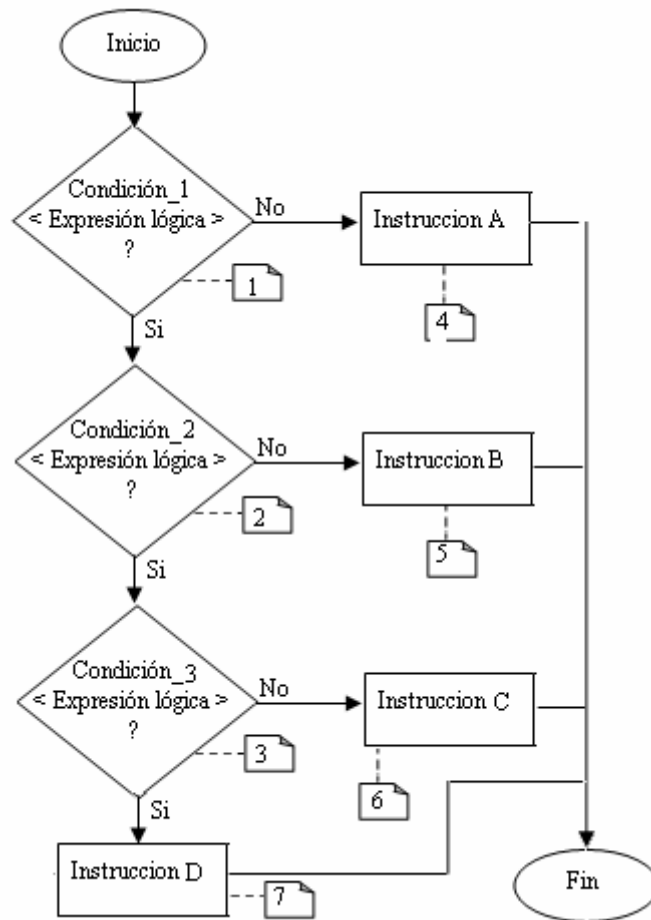 Inicio
Condición_1
< Expresión lógica >
?
No
Instruccion A
1
4
Si
Condición_2
< Expresión lógica >
?
No
Instruccion B
2
5
Si
Condición_3
< Expresión lógica >
?
No
Instruccion C
3
6
Si
Instruccion D
7
Fin